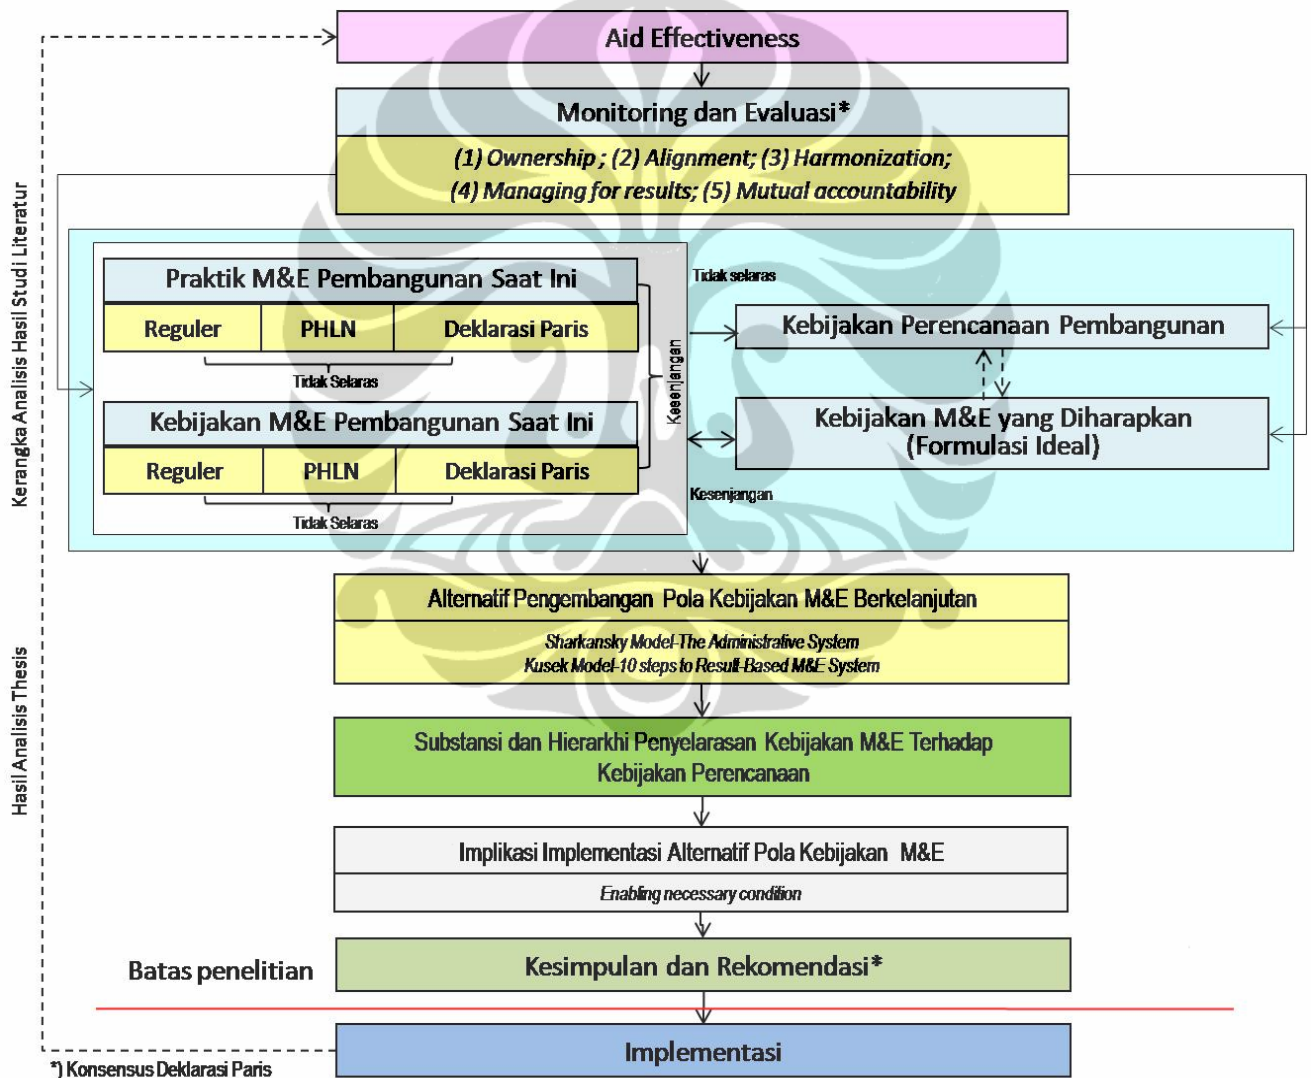 Aid Effectiveness
Monitoring dan Evaluasi*
(1) Ownership ; (2) Alignment; (3) Harmonization;
(4) Managing for results; (5) Mutual accountability
Kerangka Analisis Hasil Studi Literatur
Praktik M&E Pembangunan Saat Ini
Reguler PHLN Deklarasi Paris
Tidak Selaras
Kebijakan M&E Pembangunan Saat Ini
Reguler PHLN Deklarasi Paris
Tidak Selaras
Kesenjangan
Tidak selaras
Kebijakan Perencanaan Pembangunan
Kebijakan M&E yang Diharapkan
(Formulasi Ideal)
Kesenjangan
Hasil Analisis Thesis
Alternatif Pengembangan Pola Kebijakan M&E Berkelanjutan
Sharkansky Model-The Administrative System
Kusek Model-10 steps to Result-Based M&E System
Substansi dan Hierarkhi Penyelarasan Kebijakan M&E Terhadap
Kebijakan Perencanaan
Implikasi Implementasi Alternatif Pola Kebijakan M&E
Enabling necessary condition
Batas penelitian
Kesimpulan dan Rekomendasi*
Implementasi
*) Konsensus Deklarasi Paris